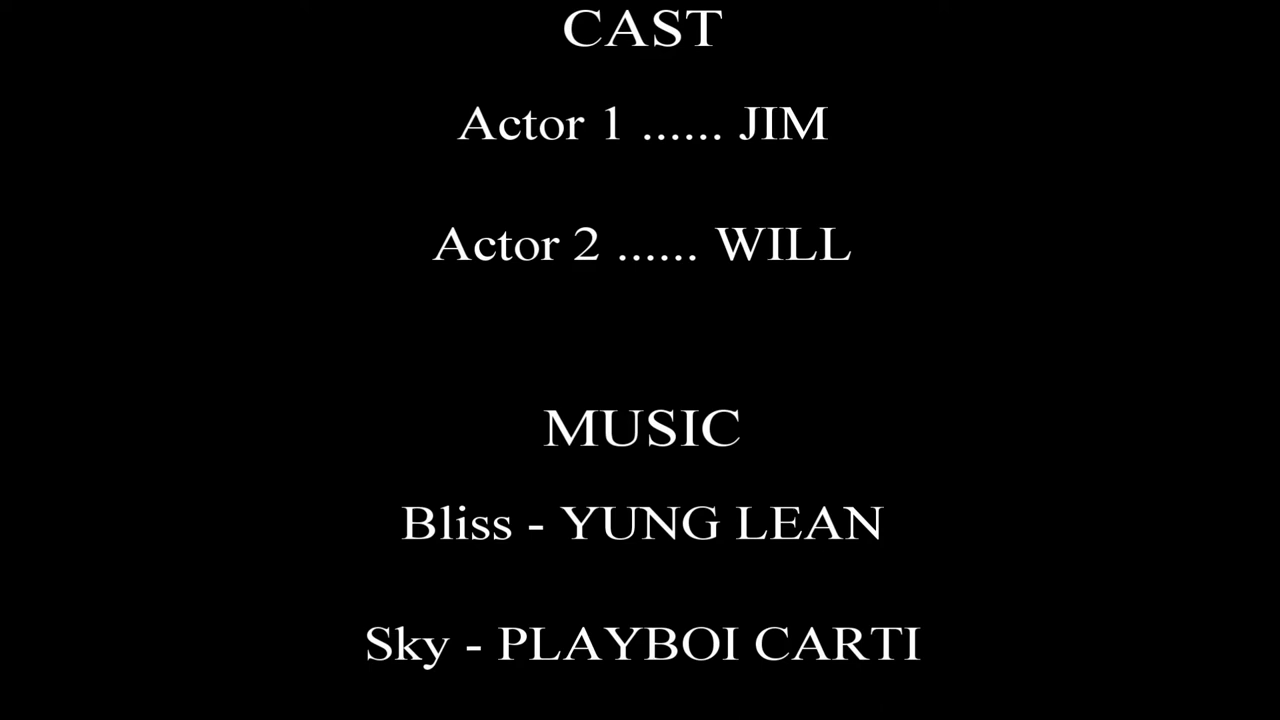 CAST
Actor 1 ...... JIM
Actor 2 ...... WILL
MUSIC
Bliss - YUNG LEAN
Sky - PLAYBOI CARTI